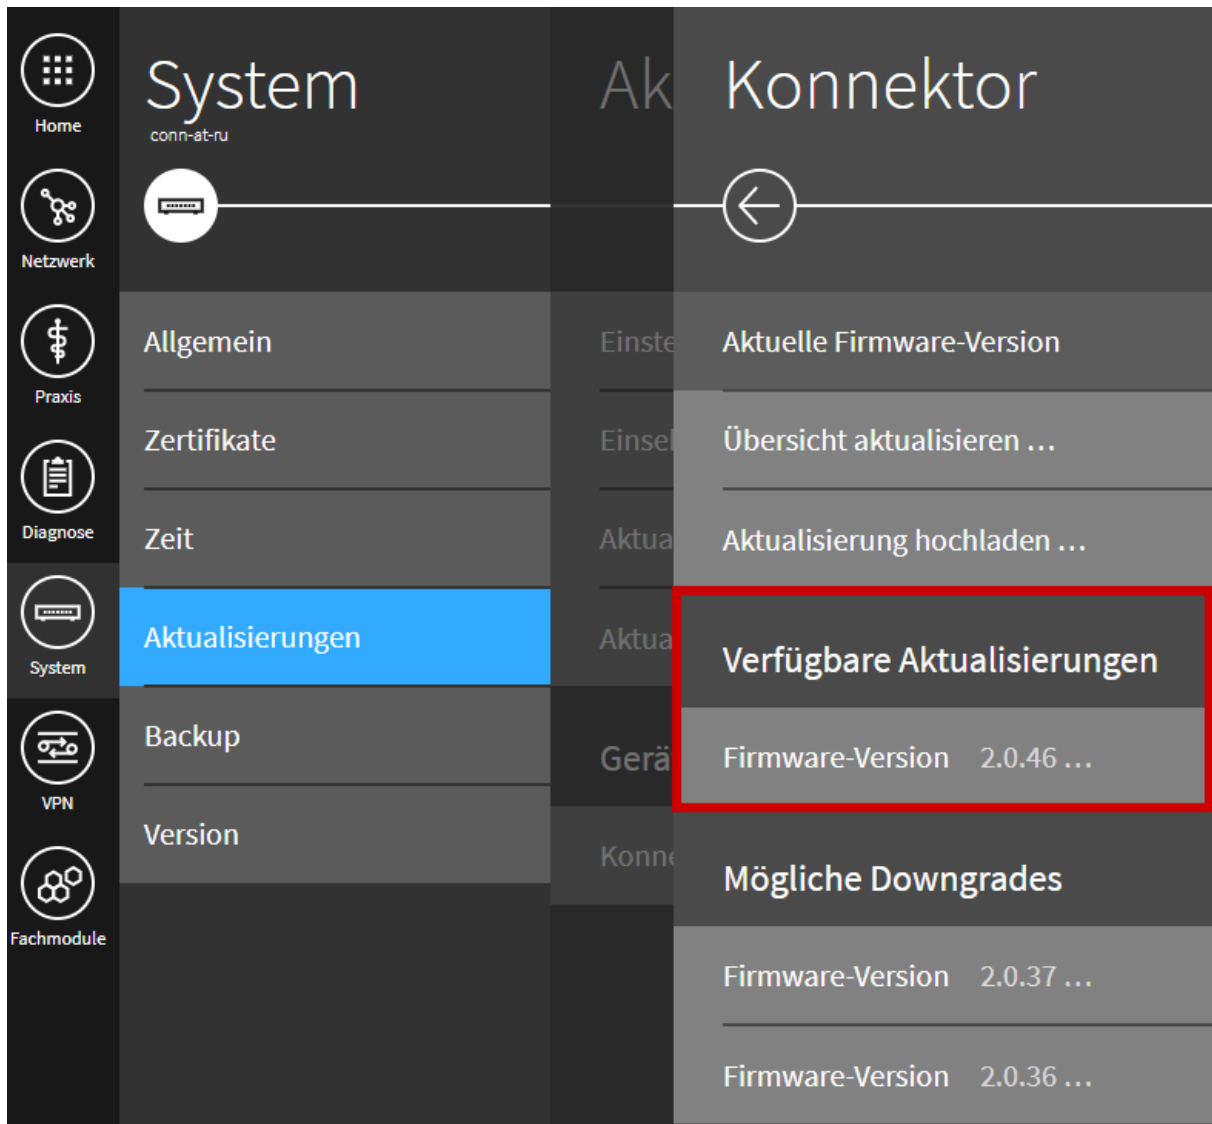 Home
Netzwerk
Praxis
Diagnose
System
VPN
Fachmodule
System
conn-at-ru
Allgemein
Zertifikate
Zeit
Aktualisierungen
Backup
Version
Ak
Einste
Einsel
Aktua
Aktua
Gerä
Konne
Konnektor
Aktuelle Firmware-Version
Übersicht aktualisieren ...
Aktualisierung hochladen ...
Verfügbare Aktualisierungen
Firmware-Version 2.0.46 ...
Mögliche Downgrades
Firmware-Version 2.0.37 ...
Firmware-Version 2.0.36 ...